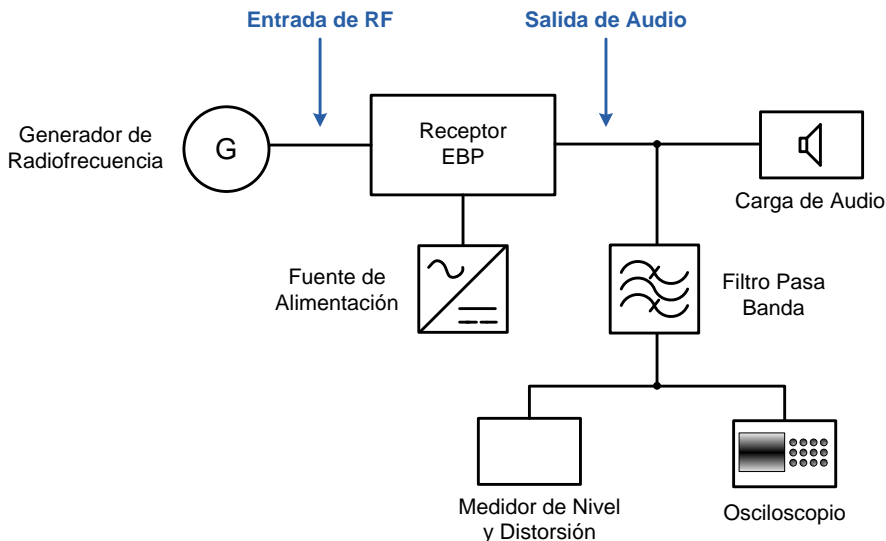 Entrada de RF
Salida de Audio
Generador de
Radiofrecuencia
G
Receptor
EBP
Carga de Audio
Fuente de
Alimentación
Filtro Pasa
Banda
Medidor de Nivel
y Distorsión
Osciloscopio